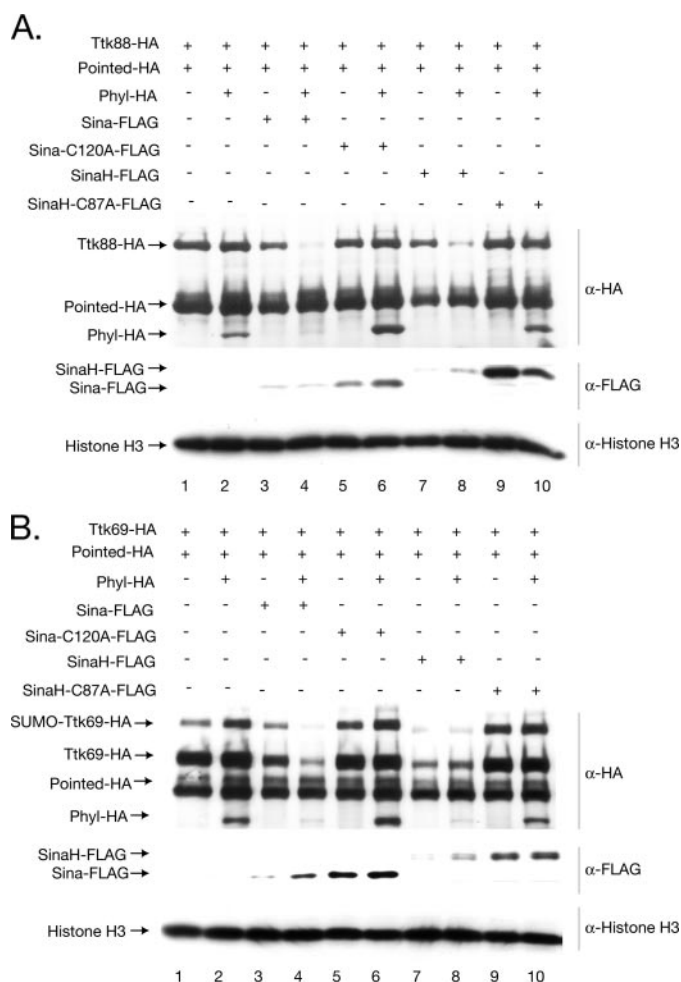 A.
Ttk88-HA + + + + + + + + + +
Pointed-HA + + + + + + + + + +
Phyl-HA - + - + - + - + - +
Sina-FLAG - - + + - - - - - -
Sina-C120A-FLAG - - - - + + - - - -
SinaH-FLAG - - - - - - + + - -
SinaH-C87A-FLAG - - - - - - - - + +
Ttk88-HA
α-HA
Pointed-HA
Phyl-HA
SinaH-FLAG
α-FLAG
Sina-FLAG
Histone H3 α-Histone H3
1 2 3 4 5 6 7 8 9 10
B.
Ttk69-HA + + + + + + + + + +
Pointed-HA + + + + + + + + + +
Phyl-HA - + - + - + - + - +
Sina-FLAG - - + + - - - - - -
Sina-C120A-FLAG - - - - + + - - - -
SinaH-FLAG - - - - - - + + - -
SinaH-C87A-FLAG - - - - - - - - + +
SUMO-Ttk69-HA
Ttk69-HA
α-HA
Pointed-HA
Phyl-HA
SinaH-FLAG
α-FLAG
Sina-FLAG
Histone H3 α-Histone H3
1 2 3 4 5 6 7 8 9 10